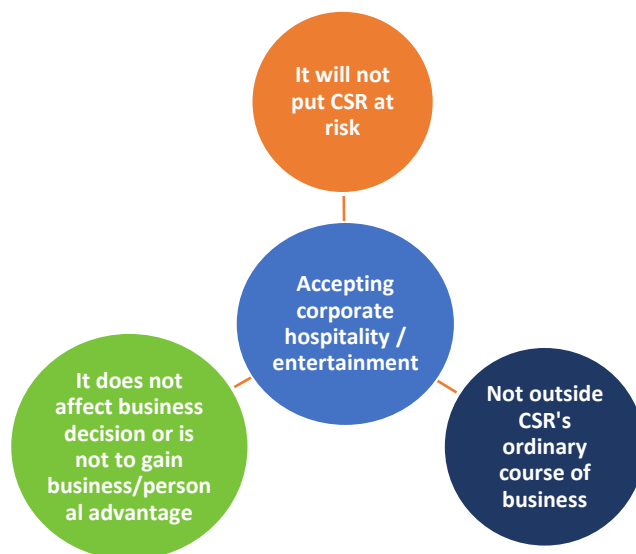 It will not
put CSR at
risk
Accepting
corporate
hospitality /
entertainment
It does not
affect business
decision or is
not to gain
business/person
al advantage
Not outside
CSR's
ordinary
course of
business